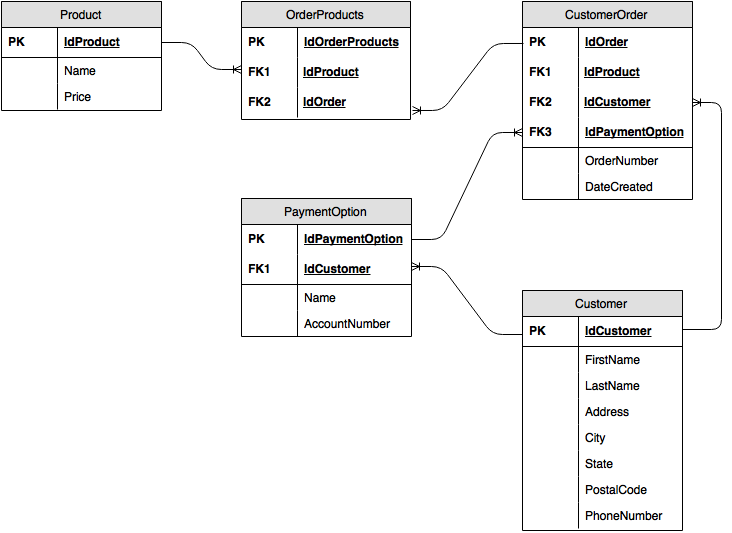 Product
PK IdProduct
Name
Price
OrderProducts
PK IdOrderProducts
FK1 IdProduct
FK2 IdOrder
CustomerOrder
PK IdOrder
FK1 IdProduct
FK2 IdCustomer
FK3 IdPaymentOption
OrderNumber
DateCreated
PaymentOption
PK IdPaymentOption
FK1 IdCustomer
Name
AccountNumber
Customer
PK IdCustomer
FirstName
LastName
Address
City
State
PostalCode
PhoneNumber